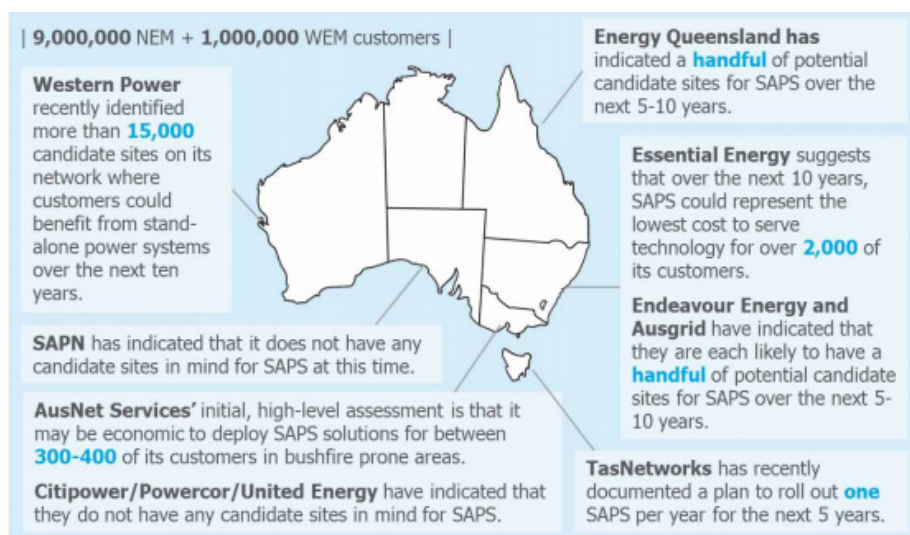 | 9,000,000 NEM + 1,000,000 WEM customers |
Western Power
recently identified
more than 15,000
candidate sites on its
network where
customers could
benefit from stand-
alone power systems
over the next ten
years.
Energy Queensland has
indicated a handful of potential
candidate sites for SAPS over the
next 5-10 years.
Essential Energy suggests
that over the next 10 years,
SAPS could represent the
lowest cost to serve
technology for over 2,000 of
its customers.
Endeavour Energy and
Ausgrid have indicated that
they are each likely to have a
handful of potential candidate
sites for SAPS over the next 5-
10 years.
SAPN has indicated that it does not have any
candidate sites in mind for SAPS at this time.
AusNet Services' initial, high-level assessment is that it
may be economic to deploy SAPS solutions for between
300-400 of its customers in bushfire prone areas.
Citipower/Powercor/United Energy have indicated that
they do not have any candidate sites in mind for SAPS.
TasNetworks has recently
documented a plan to roll out one
SAPS per year for the next 5 years.